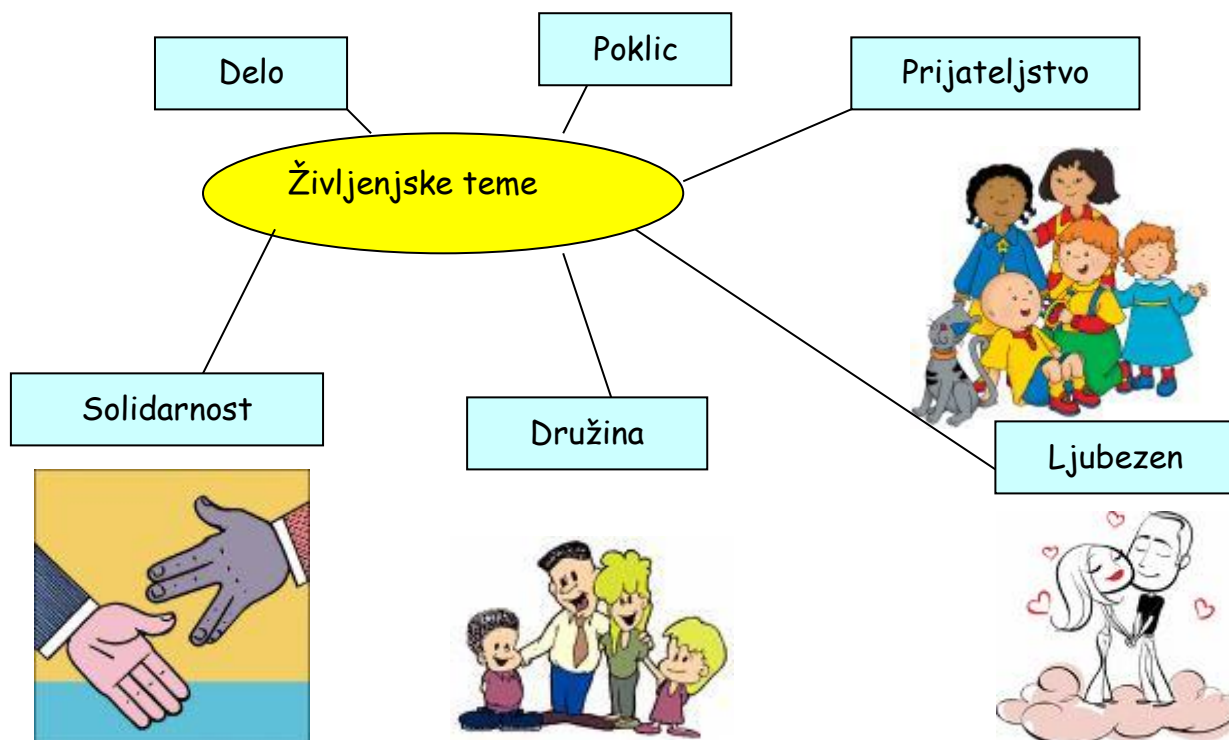 Delo
Poklic
Prijateljstvo
Življenjske teme
Solidarnost
Družina
Ljubezen